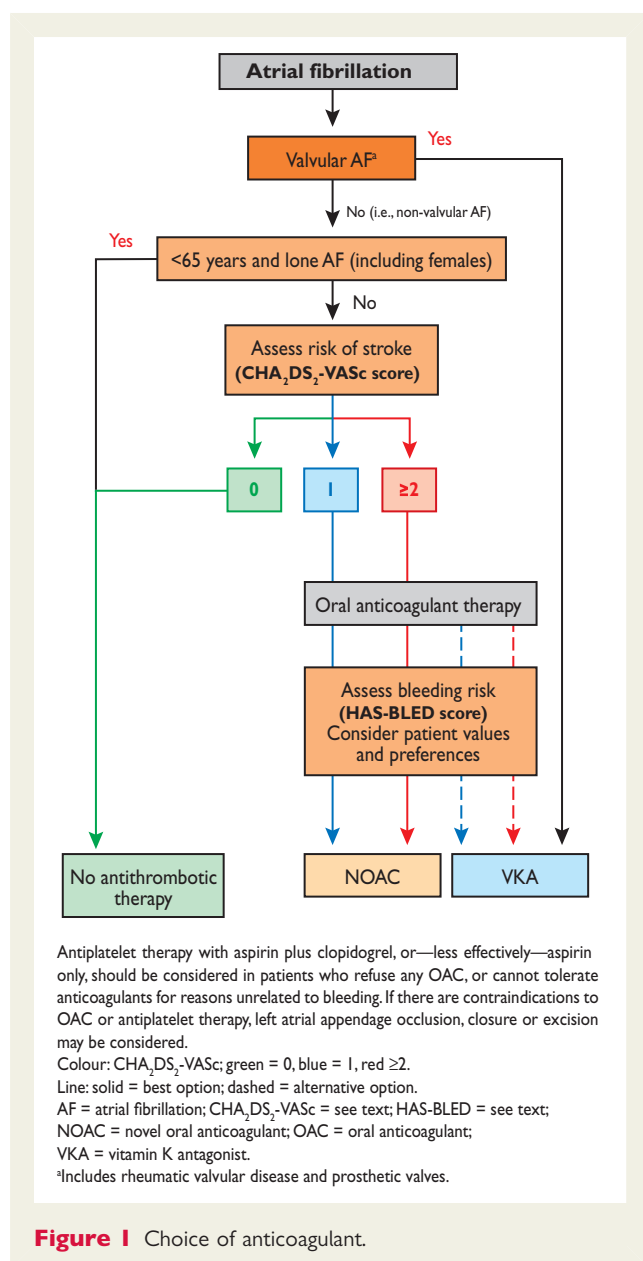 Atrial fibrillation
Yes
Valvular AFᵃ
No (i.e., non-valvular AF)
Yes
<65 years and lone AF (including females)
No
Assess risk of stroke
(CHA₂DS₂-VASc score)
0
1
≥2
Oral anticoagulant therapy
Assess bleeding risk
(HAS-BLED score)
Consider patient values
and preferences
No antithrombotic
therapy
NOAC
VKA
Antiplatelet therapy with aspirin plus clopidogrel, or—less effectively—aspirin
only, should be considered in patients who refuse any OAC, or cannot tolerate
anticoagulants for reasons unrelated to bleeding. If there are contraindications to
OAC or antiplatelet therapy, left atrial appendage occlusion, closure or excision
may be considered.
Colour: CHA₂DS₂-VASc; green = 0, blue = 1, red ≥2.
Line: solid = best option; dashed = alternative option.
AF = atrial fibrillation; CHA₂DS₂-VASc = see text; HAS-BLED = see text;
NOAC = novel oral anticoagulant; OAC = oral anticoagulant;
VKA = vitamin K antagonist.
ᵃIncludes rheumatic valvular disease and prosthetic valves.
Figure 1 Choice of anticoagulant.